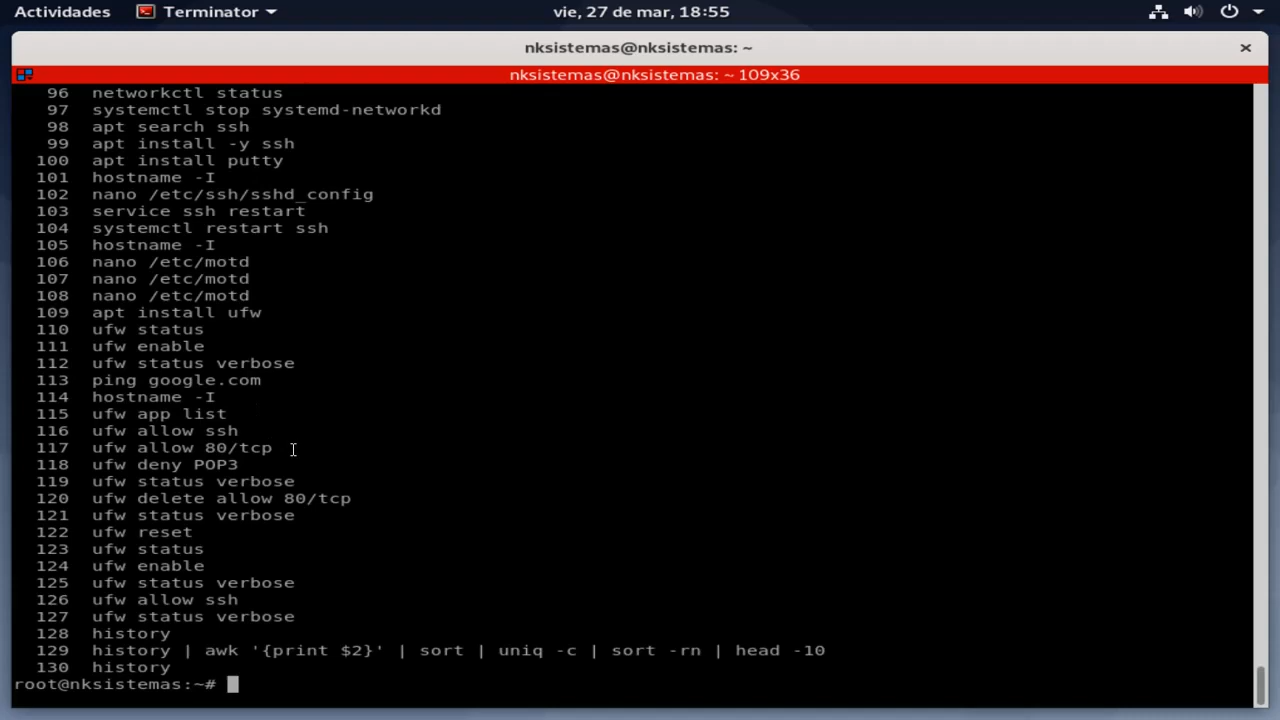 Actividades Terminator vie, 27 de mar, 18:55
nksistemas@nksistemas: ~
nksistemas@nksistemas: ~ 109x36
96 networkctl status
97 systemctl stop systemd-networkd
98 apt search ssh
99 apt install -y ssh
100 apt install putty
101 hostname -I
102 nano /etc/ssh/sshd_config
103 service ssh restart
104 systemctl restart ssh
105 hostname -I
106 nano /etc/motd
107 nano /etc/motd
108 nano /etc/motd
109 apt install ufw
110 ufw status
111 ufw enable
112 ufw status verbose
113 ping google.com
114 hostname -I
115 ufw app list
116 ufw allow ssh
117 ufw allow 80/tcp
118 ufw deny POP3
119 ufw status verbose
120 ufw delete allow 80/tcp
121 ufw status verbose
122 ufw reset
123 ufw status
124 ufw enable
125 ufw status verbose
126 ufw allow ssh
127 ufw status verbose
128 history
129 history | awk '{print $2}' | sort | uniq -c | sort -rn | head -10
130 history
root@nksistemas:~#